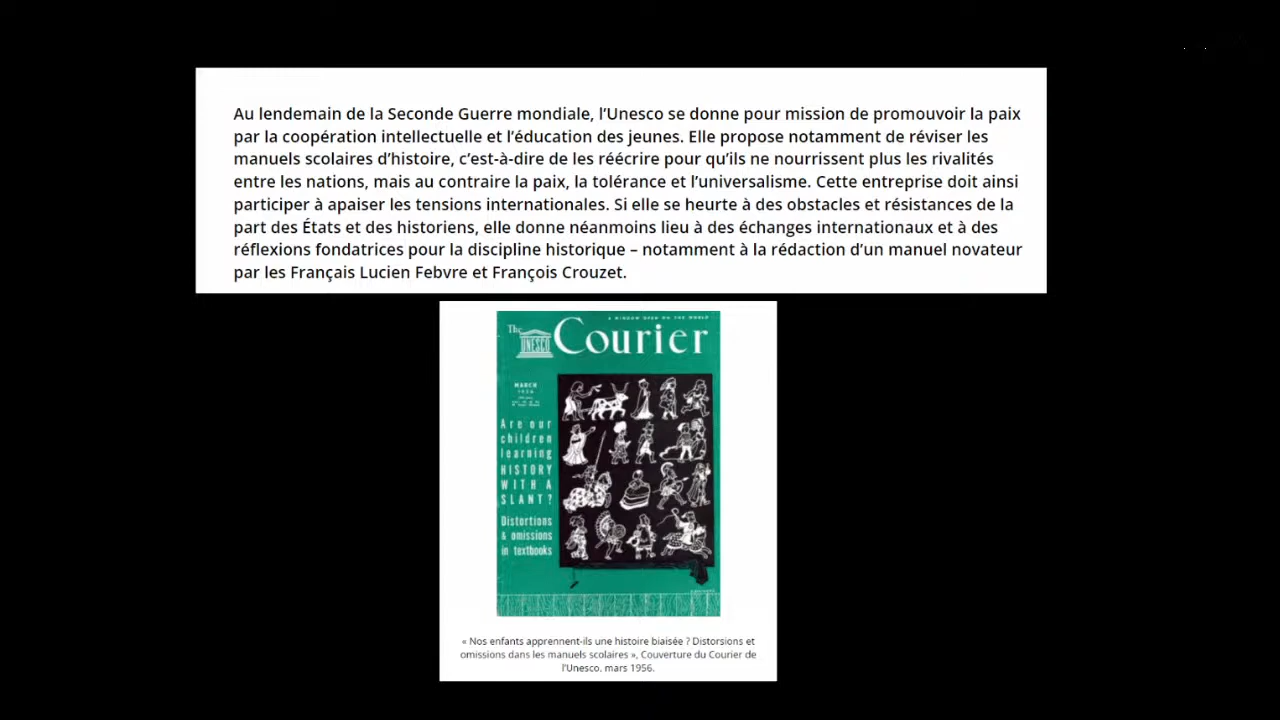 Au lendemain de la Seconde Guerre mondiale, l'Unesco se donne pour mission de promouvoir la paix
par la coopération intellectuelle et l'éducation des jeunes. Elle propose notamment de réviser les
manuels scolaires d'histoire, c'est-à-dire de les réécrire pour qu'ils ne nourrissent plus les rivalités
entre les nations, mais au contraire la paix, la tolérance et l'universalisme. Cette entreprise doit ainsi
participer à apaiser les tensions internationales. Si elle se heurte à des obstacles et résistances de la
part des États et des historiens, elle donne néanmoins lieu à des échanges internationaux et à des
réflexions fondatrices pour la discipline historique – notamment à la rédaction d'un manuel novateur
par les Français Lucien Febvre et François Crouzet.
A WINDOW OPEN ON THE WORLD
The UNESCO Courier
MARCH
1956
Are our
children
learning
HISTORY
WITH A
SLANT?
Distortions
& omissions
in textbooks
« Nos enfants apprennent-ils une histoire biaisée ? Distorsions et
omissions dans les manuels scolaires », Couverture du Courier de
l'Unesco, mars 1956.